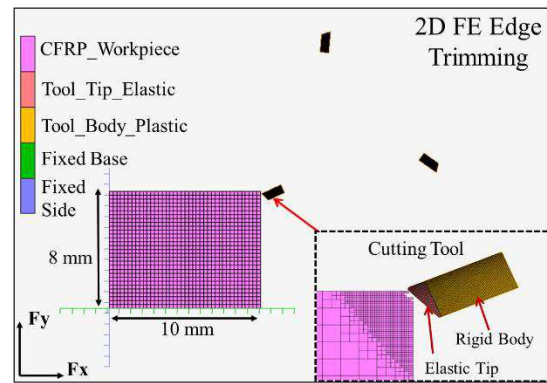 2D FE Edge
Trimming
CFRP_Workpiece
Tool_Tip_Elastic
Tool_Body_Plastic
Fixed Base
Fixed
Side
8 mm
10 mm
Fy
Fx
Cutting Tool
Rigid Body
Elastic Tip